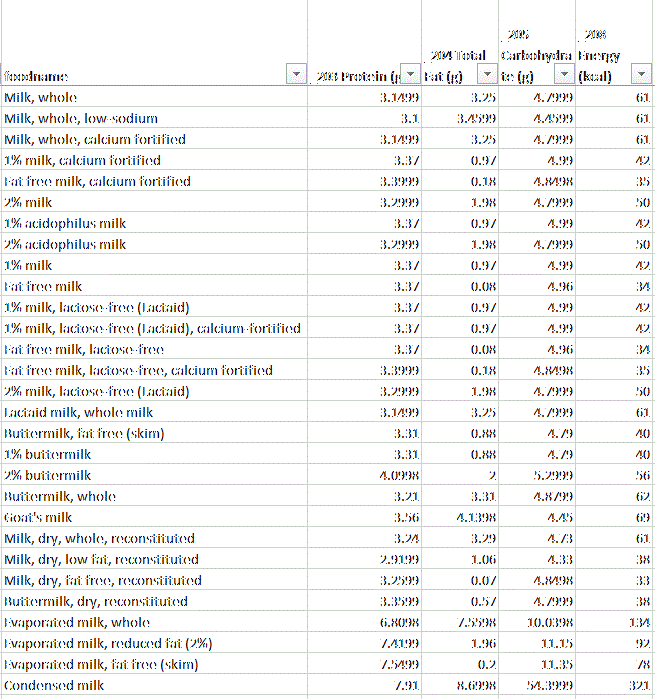 foodname 203 Protein (g 204 Total Fat (g) 205 Carbohydra te (g) 208 Energy (kcal)
Milk, whole 3.1499 3.25 4.7999 61
Milk, whole, low-sodium 3.1 3.4599 4.4599 61
Milk, whole, calcium fortified 3.1499 3.25 4.7999 61
1% milk, calcium fortified 3.37 0.97 4.99 42
Fat free milk, calcium fortified 3.3999 0.18 4.8498 35
2% milk 3.2999 1.98 4.7999 50
1% acidophilus milk 3.37 0.97 4.99 42
2% acidophilus milk 3.2999 1.98 4.7999 50
1% milk 3.37 0.97 4.99 42
Fat free milk 3.37 0.08 4.96 34
1% milk, lactose-free (Lactaid) 3.37 0.97 4.99 42
1% milk, lactose-free (Lactaid), calcium-fortified 3.37 0.97 4.99 42
Fat free milk, lactose-free 3.37 0.08 4.96 34
Fat free milk, lactose-free, calcium fortified 3.3999 0.18 4.8498 35
2% milk, lactose-free (Lactaid) 3.2999 1.98 4.7999 50
Lactaid milk, whole milk 3.1499 3.25 4.7999 61
Buttermilk, fat free (skim) 3.31 0.88 4.79 40
1% buttermilk 3.31 0.88 4.79 40
2% buttermilk 4.0998 2 5.2999 56
Buttermilk, whole 3.21 3.31 4.8799 62
Goat's milk 3.56 4.1398 4.45 69
Milk, dry, whole, reconstituted 3.24 3.29 4.73 61
Milk, dry, low fat, reconstituted 2.9199 1.06 4.33 38
Milk, dry, fat free, reconstituted 3.2599 0.07 4.8498 33
Buttermilk, dry, reconstituted 3.3599 0.57 4.7999 38
Evaporated milk, whole 6.8098 7.5598 10.0398 134
Evaporated milk, reduced fat (2%) 7.4199 1.96 11.15 92
Evaporated milk, fat free (skim) 7.5499 0.2 11.35 78
Condensed milk 7.91 8.6998 54.3999 321